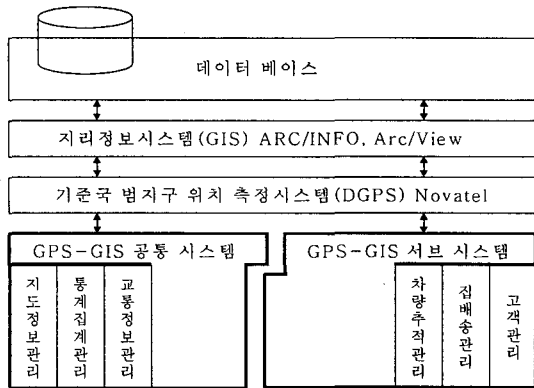 데이터 베이스
지리정보시스템(GIS) ARC/INFO, Arc/View
기준국 범지구 위치 측정시스템(DGPS) Novatel
GPS-GIS 공통 시스템
GPS-GIS 서브 시스템
지도정보관리
통계집계관리
교통정보관리
차량추적관리
집배송관리
고객관리